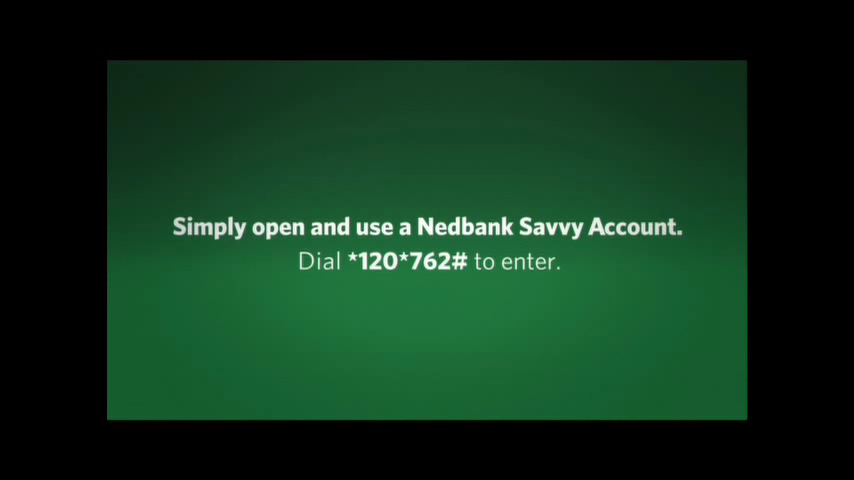 Simply open and use a Nedbank Savvy Account.
Dial *120*762# to enter.